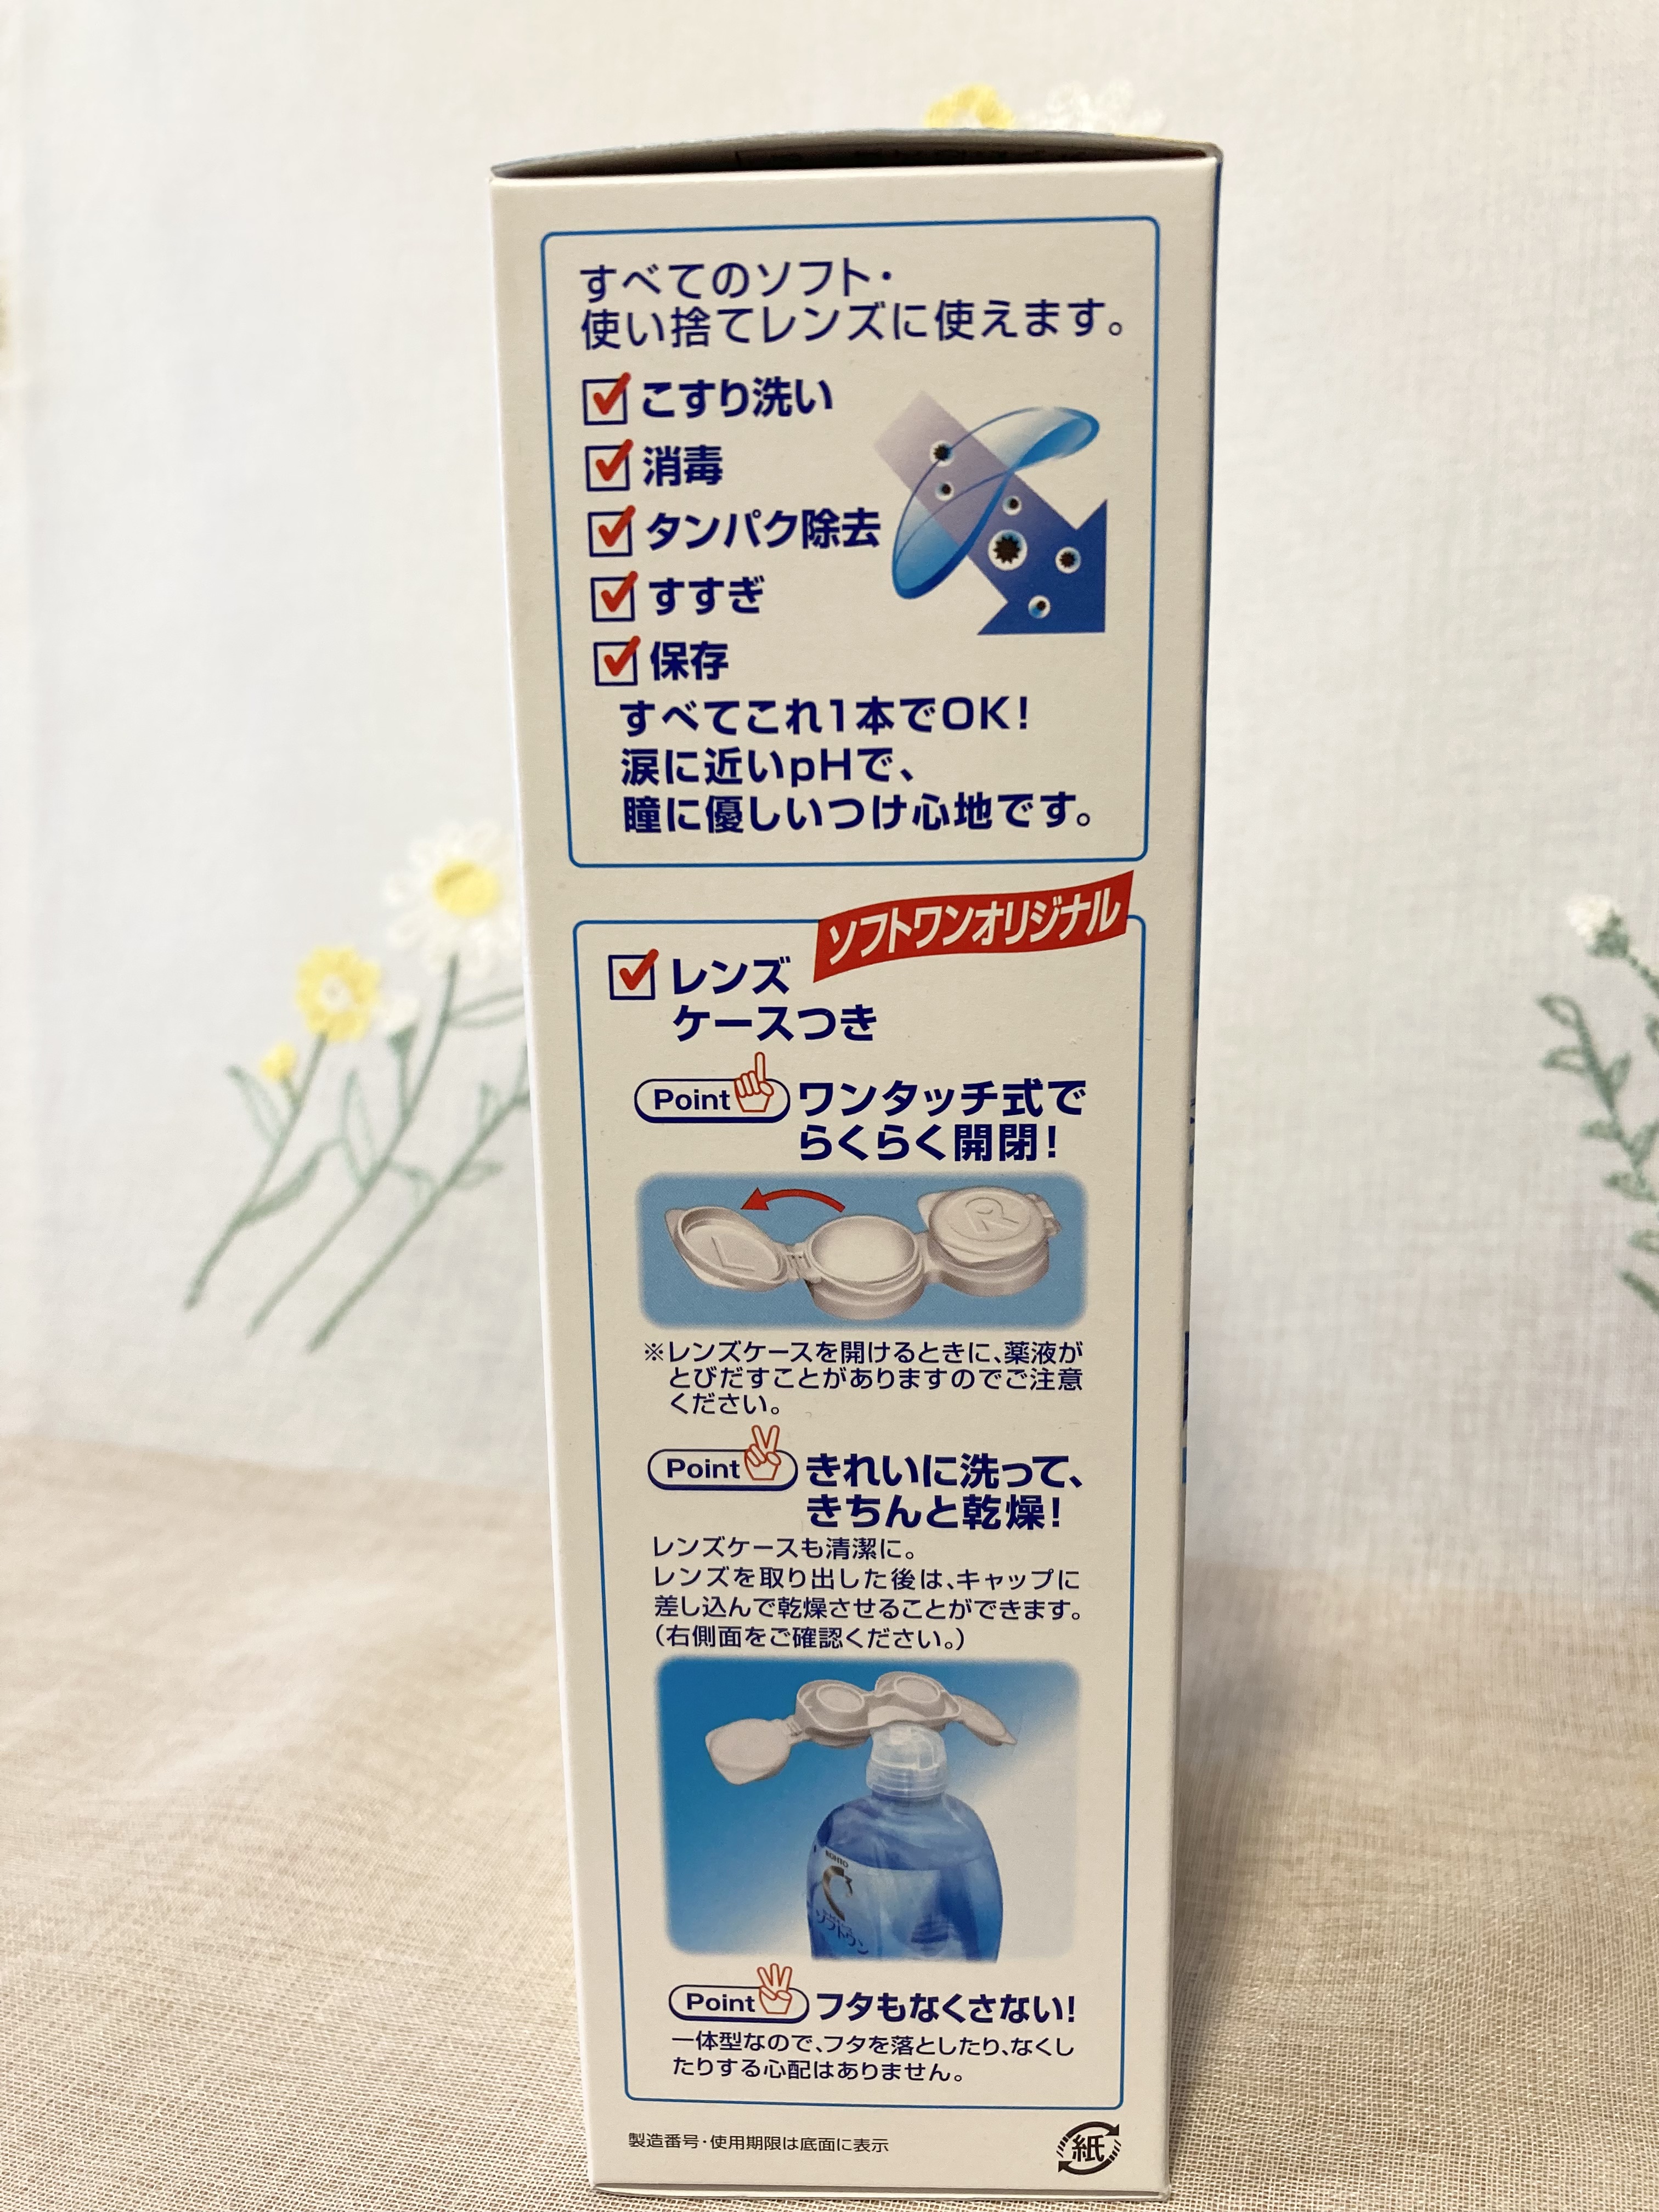 すべてのソフト・
使い捨てレンズに使えます。
こすり洗い
消毒
タンパク除去
すすぎ
保存
すべてこれ1本でOK!
涙に近いpHで、
瞳に優しいつけ心地です。
ソフトワンオリジナル
レンズ
ケースつき
Point ワンタッチ式で
らくらく開閉!
L R
※レンズケースを開けるときに、薬液が
とびだすことがありますのでご注意
ください。
Point きれいに洗って、
きちんと乾燥!
レンズケースも清潔に。
レンズを取り出した後は、キャップに
差し込んで乾燥させることができます。
(右側面をご確認ください。)
ROHTO
C3
ソフトワン
Point フタもなくさない!
一体型なので、フタを落としたり、なくし
たりする心配はありません。
製造番号・使用期限は底面に表示
紙